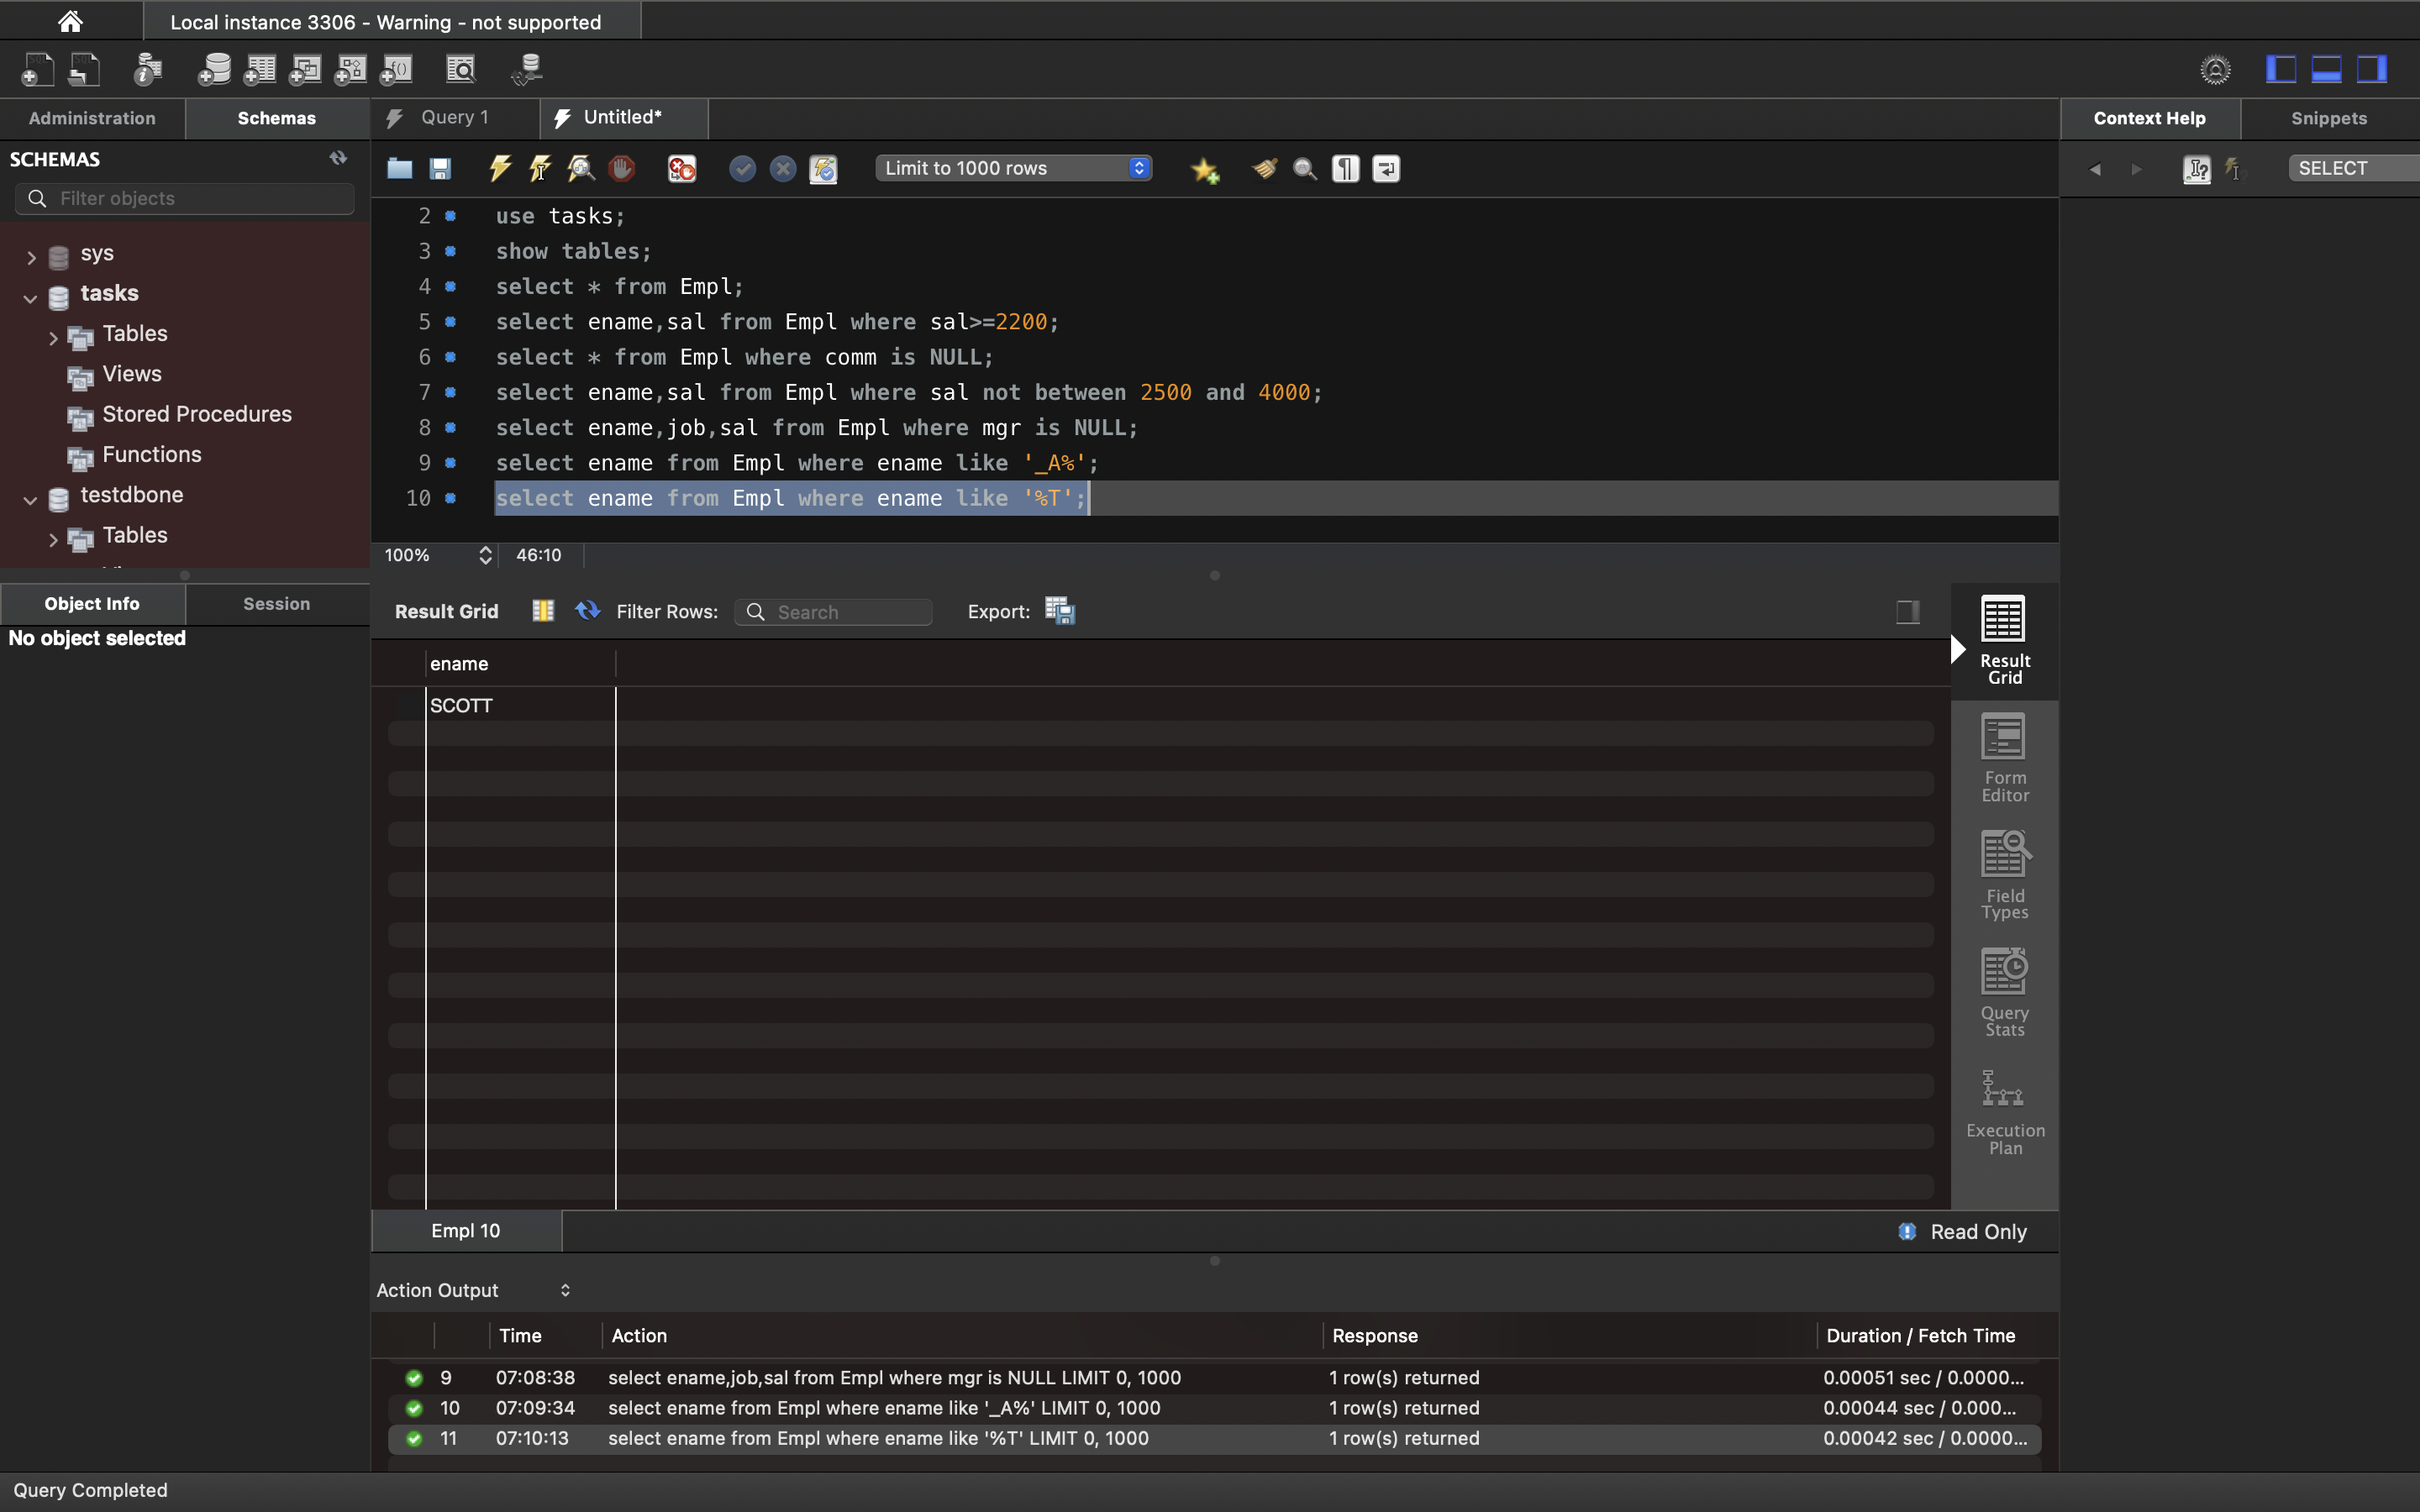 Local instance 3306 - Warning - not supported
Administration
Schemas
Query 1
Untitled*
Context Help
Snippets
SCHEMAS
Limit to 1000 rows
SELECT
Filter objects
sys
tasks
Tables
Views
Stored Procedures
Functions
testdbone
Tables
2 use tasks;
3 show tables;
4 select * from Empl;
5 select ename,sal from Empl where sal>=2200;
6 select * from Empl where comm is NULL;
7 select ename,sal from Empl where sal not between 2500 and 4000;
8 select ename,job,sal from Empl where mgr is NULL;
9 select ename from Empl where ename like '_A%';
10 select ename from Empl where ename like '%T';
100% 46:10
Object Info
Session
No object selected
Result Grid
Filter Rows:
Search
Export:
ename
SCOTT
Result
Grid
Form
Editor
Field
Types
Query
Stats
Execution
Plan
Empl 10
Read Only
Action Output
Time Action Response Duration / Fetch Time
9 07:08:38 select ename,job,sal from Empl where mgr is NULL LIMIT 0, 1000 1 row(s) returned 0.00051 sec / 0.0000...
10 07:09:34 select ename from Empl where ename like '_A%' LIMIT 0, 1000 1 row(s) returned 0.00044 sec / 0.000...
11 07:10:13 select ename from Empl where ename like '%T' LIMIT 0, 1000 1 row(s) returned 0.00042 sec / 0.0000...
Query Completed